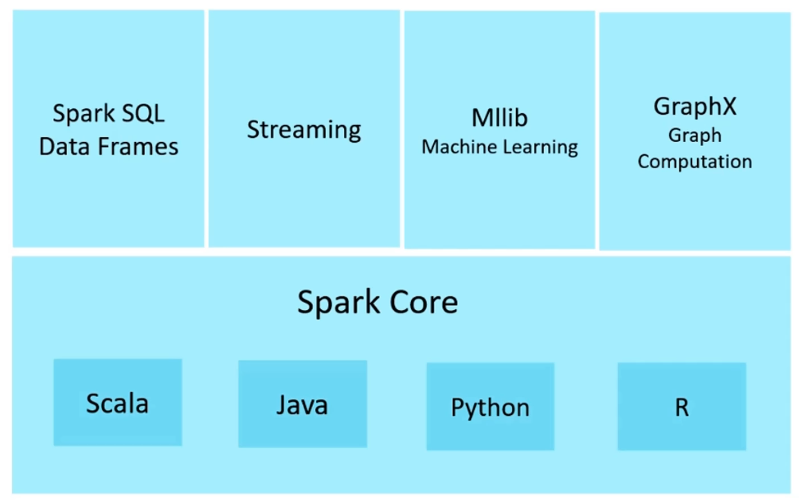 Spark SQL
Data Frames
Streaming
Mllib
Machine Learning
GraphX
Graph
Computation
Spark Core
Scala
Java
Python
R